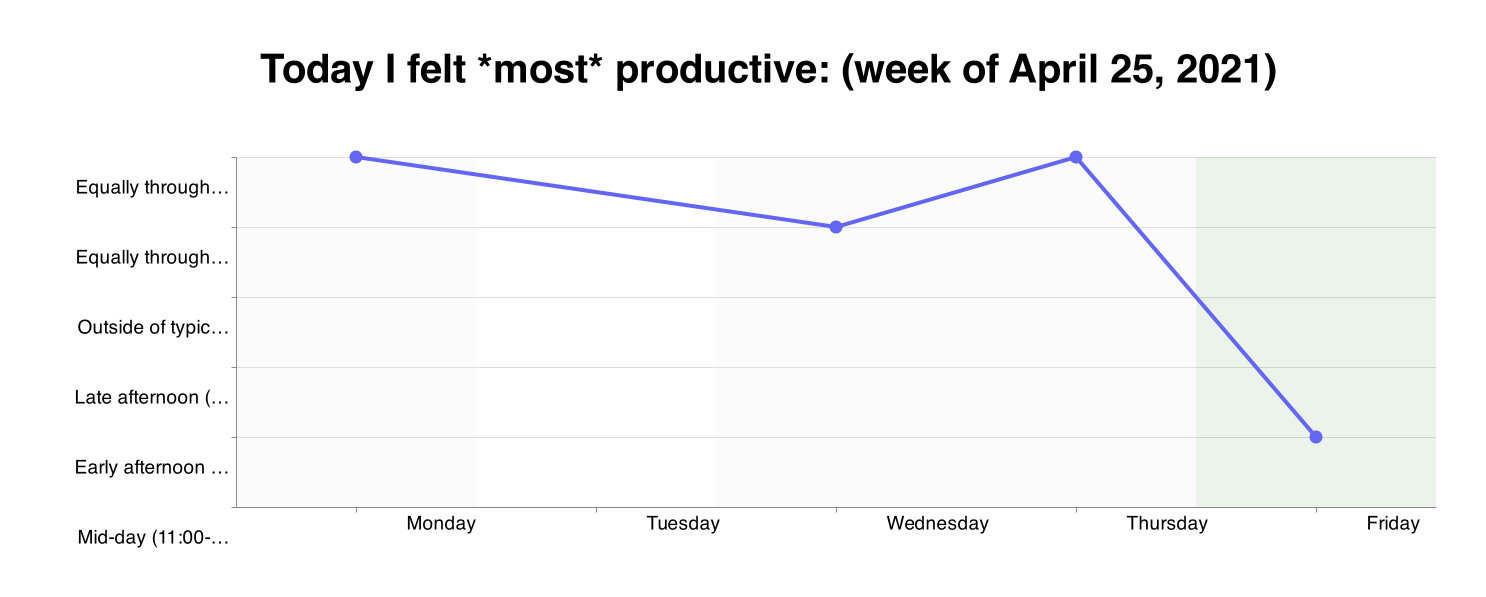 Today I felt *most* productive: (week of April 25, 2021)
Equally through…
Equally through…
Outside of typic…
Late afternoon (…
Early afternoon …
Mid-day (11:00-…
Monday Tuesday Wednesday Thursday Friday